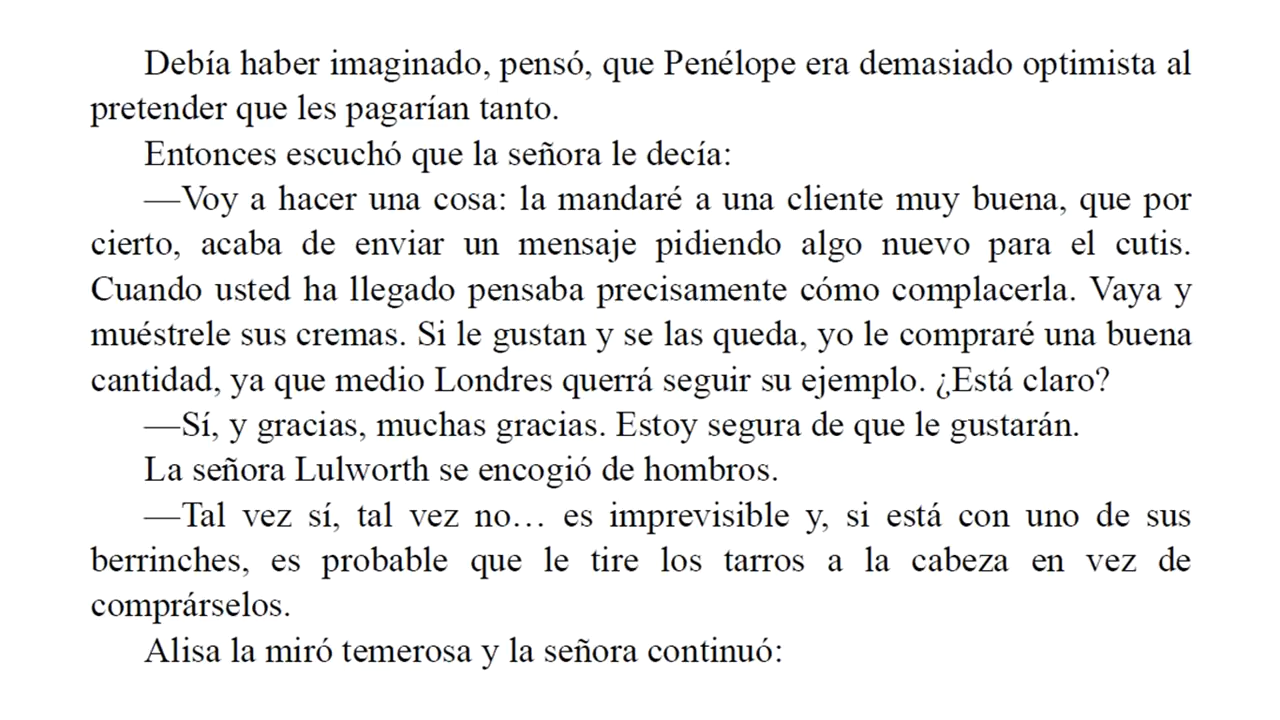 Debía haber imaginado, pensó, que Penélope era demasiado optimista al
pretender que les pagarían tanto.
Entonces escuchó que la señora le decía:
—Voy a hacer una cosa: la mandaré a una cliente muy buena, que por
cierto, acaba de enviar un mensaje pidiendo algo nuevo para el cutis.
Cuando usted ha llegado pensaba precisamente cómo complacerla. Vaya y
muéstrele sus cremas. Si le gustan y se las queda, yo le compraré una buena
cantidad, ya que medio Londres querrá seguir su ejemplo. ¿Está claro?
—Sí, y gracias, muchas gracias. Estoy segura de que le gustarán.
La señora Lulworth se encogió de hombros.
—Tal vez sí, tal vez no… es imprevisible y, si está con uno de sus
berrinches, es probable que le tire los tarros a la cabeza en vez de
comprárselos.
Alisa la miró temerosa y la señora continuó: